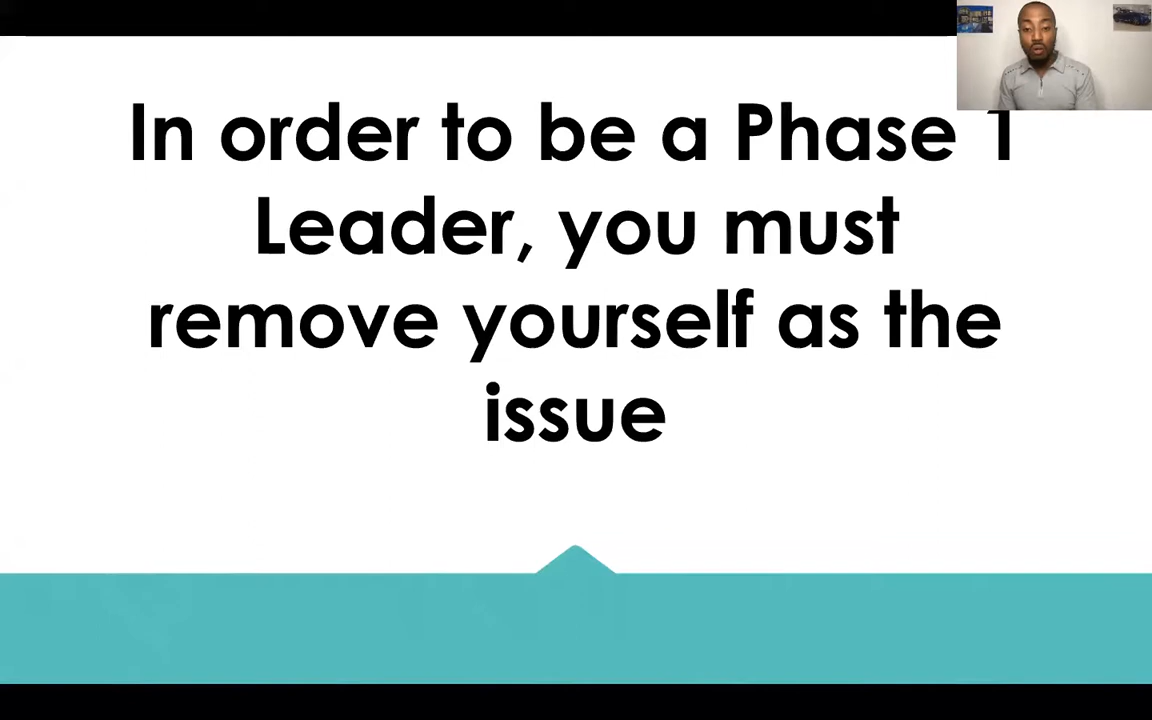 In order to be a Phase 1
Leader, you must
remove yourself as the
issue